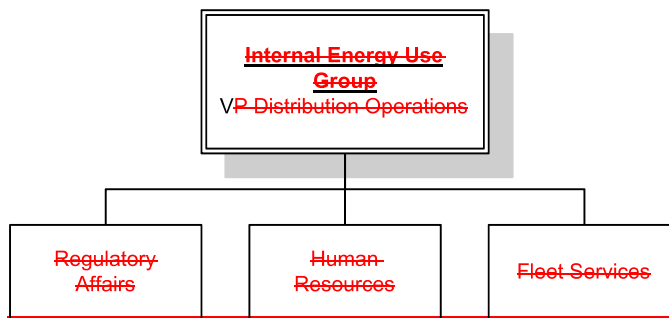 Internal Energy Use
Group
VP Distribution Operations
Regulatory
Affairs
Human
Resources
Fleet Services